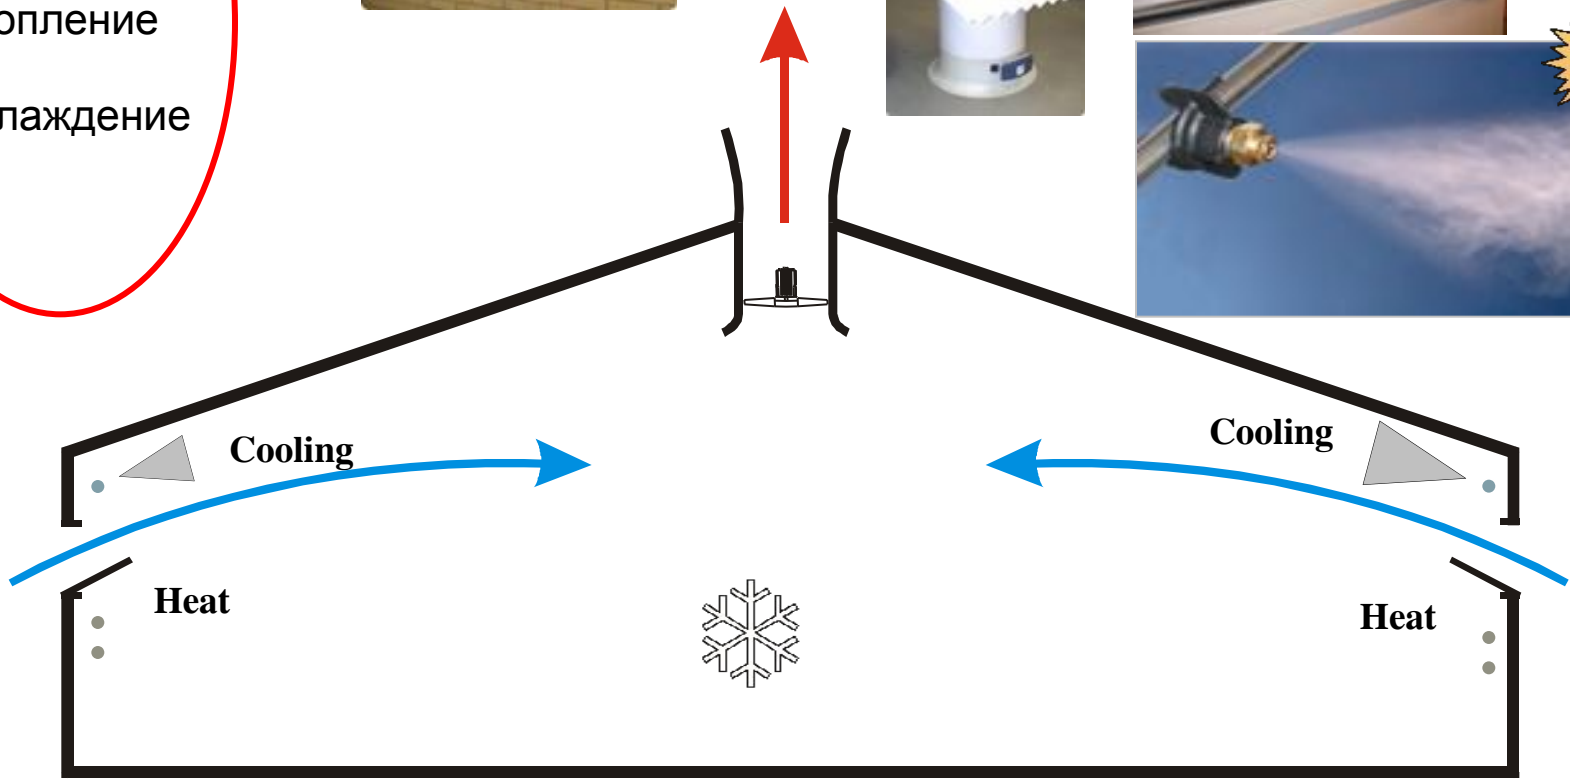 опление
лаждение
Cooling
Cooling
Heat
Heat